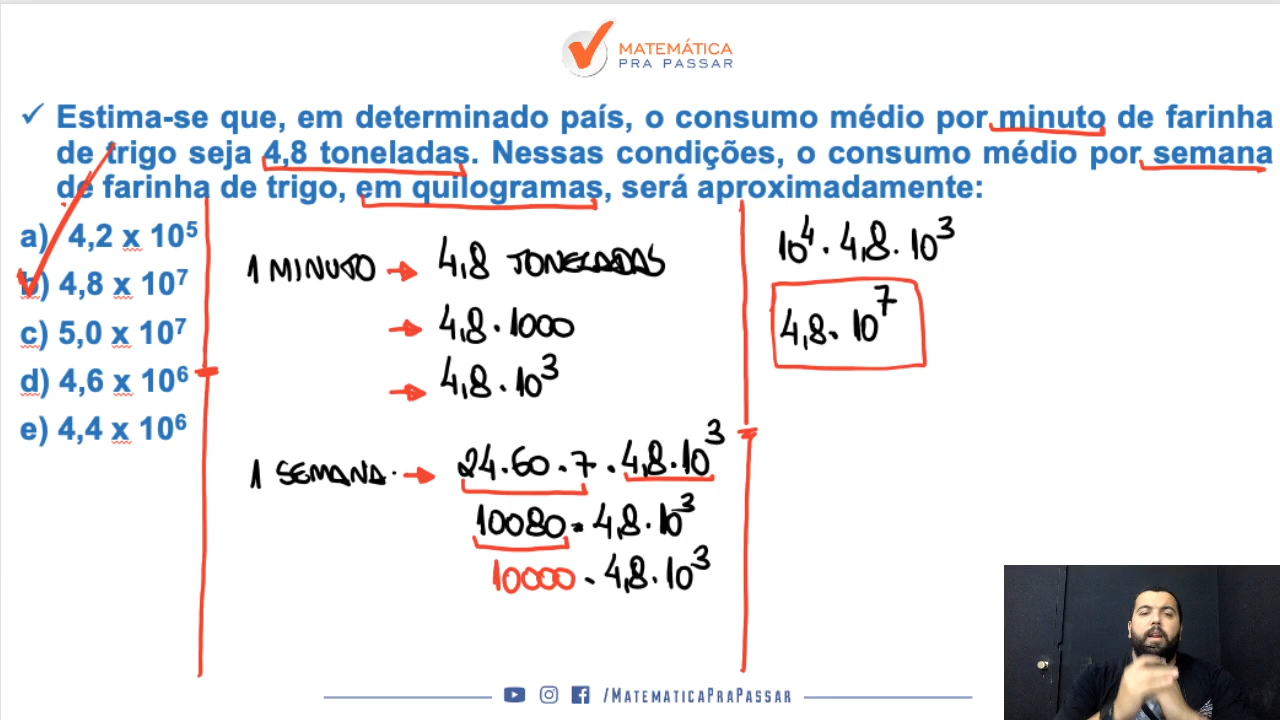 MATEMÁTICA
PRA PASSAR
✓ Estima-se que, em determinado país, o consumo médio por minuto de farinha
de trigo seja 4,8 toneladas. Nessas condições, o consumo médio por semana
de farinha de trigo, em quilogramas, será aproximadamente:
a) 4,2 x 10⁵
b) 4,8 x 10⁷
c) 5,0 x 10⁷
d) 4,6 x 10⁶
e) 4,4 x 10⁶
1 MINUTO → 4,8 TONELADAS
→ 4,8 · 1000
→ 4,8 · 10³
1 SEMANA → 24 · 60 · 7 · 4,8 · 10³
10080 · 4,8 · 10³
10000 · 4,8 · 10³
10⁴ · 4,8 · 10³
4,8 · 10⁷
/MATEMATICAPRAPASSAR